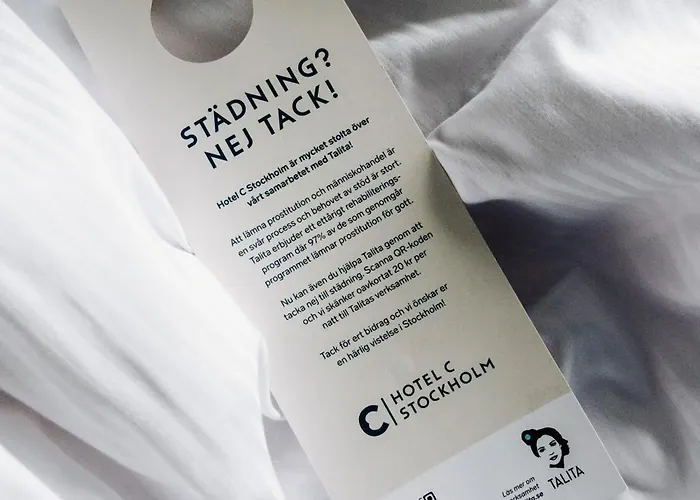 STÄDNING?
NEJ TACK!
Hotel C Stockholm är mycket stolta över
vårt samarbetet med Talita!
Att lämna prostitution och människohandel är
en svår process och behovet av stöd är stort.
Talita erbjuder ett ettårigt rehabiliterings-
program där 97% av de som genomgår
programmet lämnar prostitution för gott.
Nu kan även du hjälpa Talita genom att
tacka nej till städning. Scanna QR-koden
och vi skänker oavkortat 20 kr per
natt till Talitas verksamhet.
Tack för ert bidrag och vi önskar er
en härlig vistelse i Stockholm!
C HOTEL C
STOCKHOLM
TALITA
Läs mer om